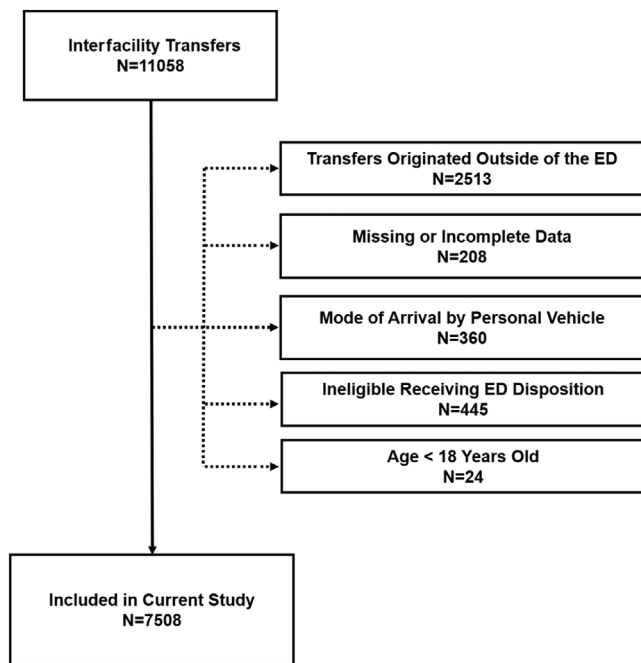 Interfacility Transfers
N=11058
Transfers Originated Outside of the ED
N=2513
Missing or Incomplete Data
N=208
Mode of Arrival by Personal Vehicle
N=360
Ineligible Receiving ED Disposition
N=445
Age < 18 Years Old
N=24
Included in Current Study
N=7508